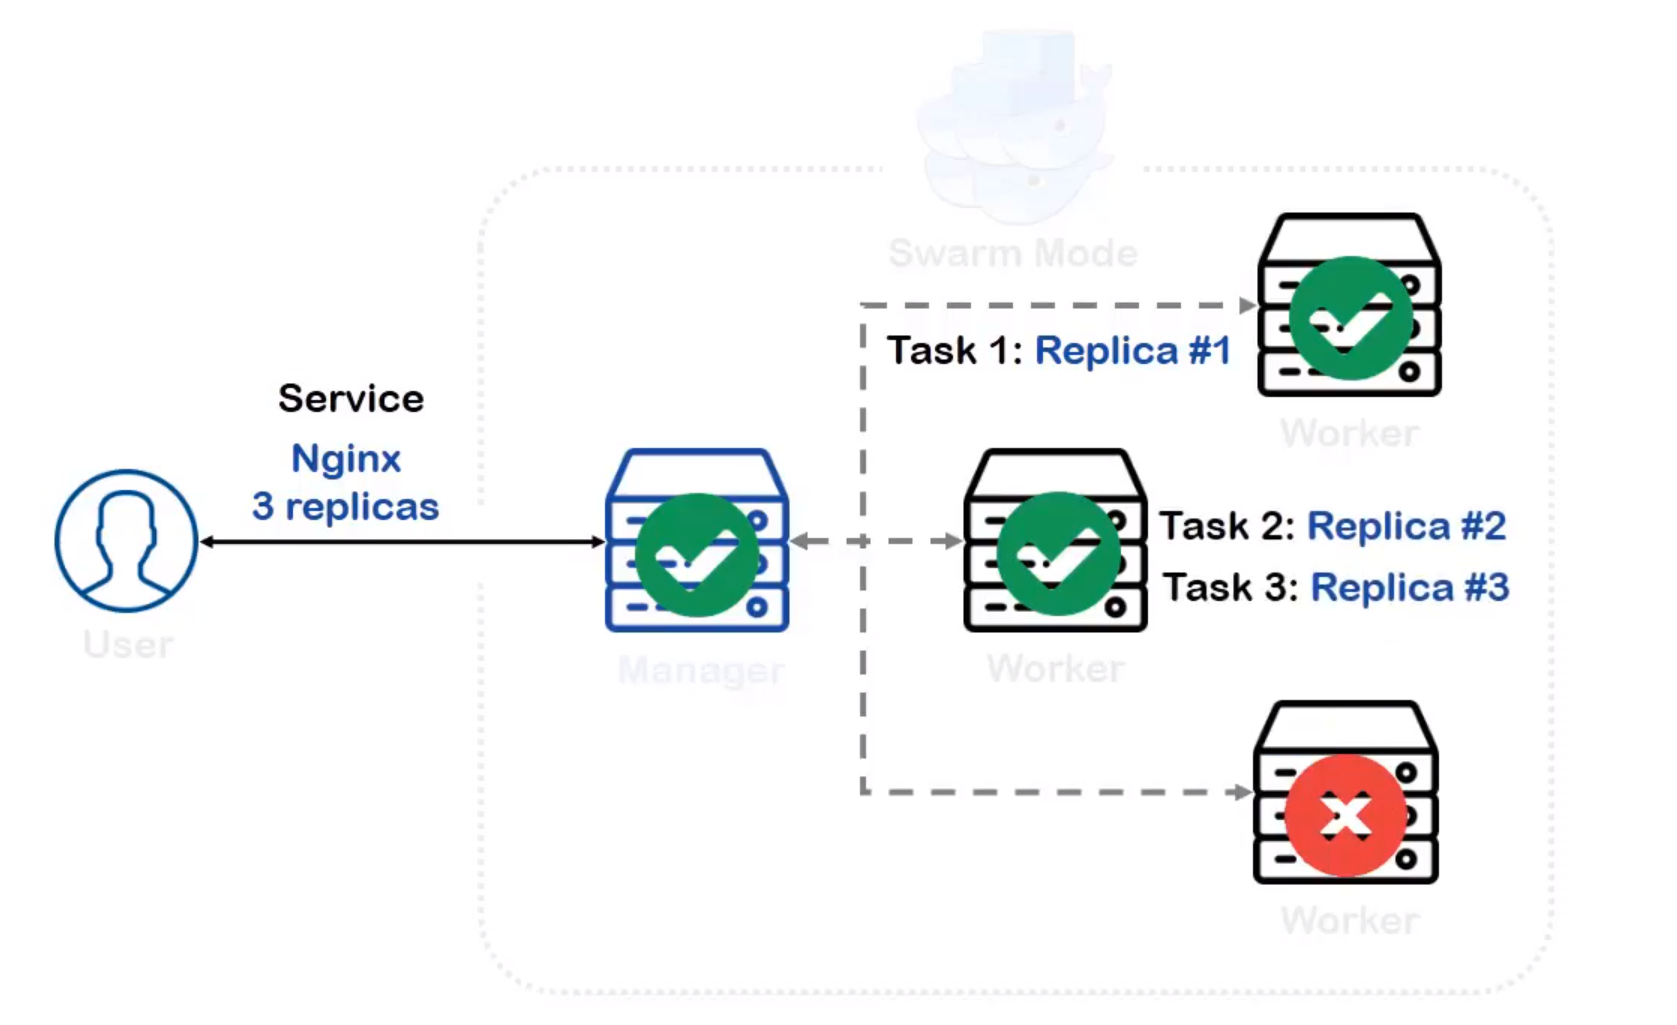 Swarm Mode
Task 1: Replica #1
Worker
Service
Nginx
3 replicas
User
Manager
Worker
Task 2: Replica #2
Task 3: Replica #3
Worker